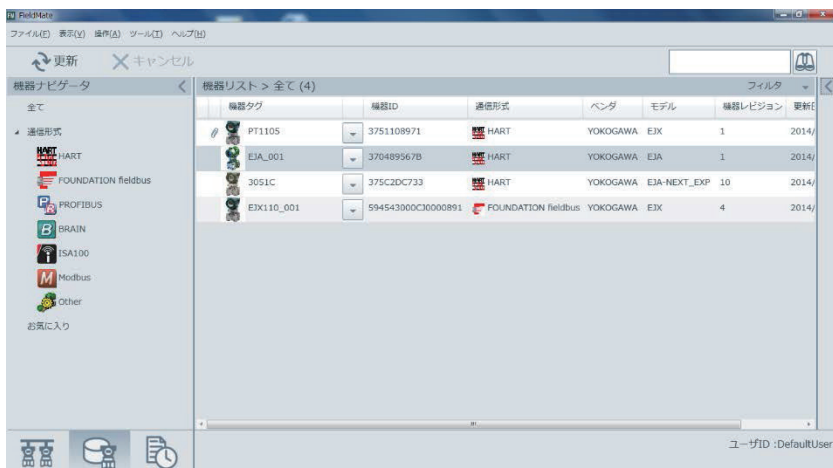 FieldMate
ファイル(F) 表示(V) 操作(A) ツール(T) ヘルプ(H)
更新 キャンセル
機器ナビゲータ
機器リスト > 全て (4)
フィルタ
全て
通信形式
HART
FOUNDATION fieldbus
PROFIBUS
BRAIN
ISA100
Modbus
Other
お気に入り
機器タグ 機器ID 通信形式 ベンダ モデル 機器レビジョン 更新
PT1105 3751108971 HART YOKOGAWA EJX 1 2014/
EJA_001 370489567B HART YOKOGAWA EJA 1 2014/
3051C 375C2DC733 HART YOKOGAWA EJA-NEXT_EXP 10 2014/
EJX110_001 594543000CJ0000891 FOUNDATION fieldbus YOKOGAWA EJX 4 2014/
ユーザID :DefaultUser